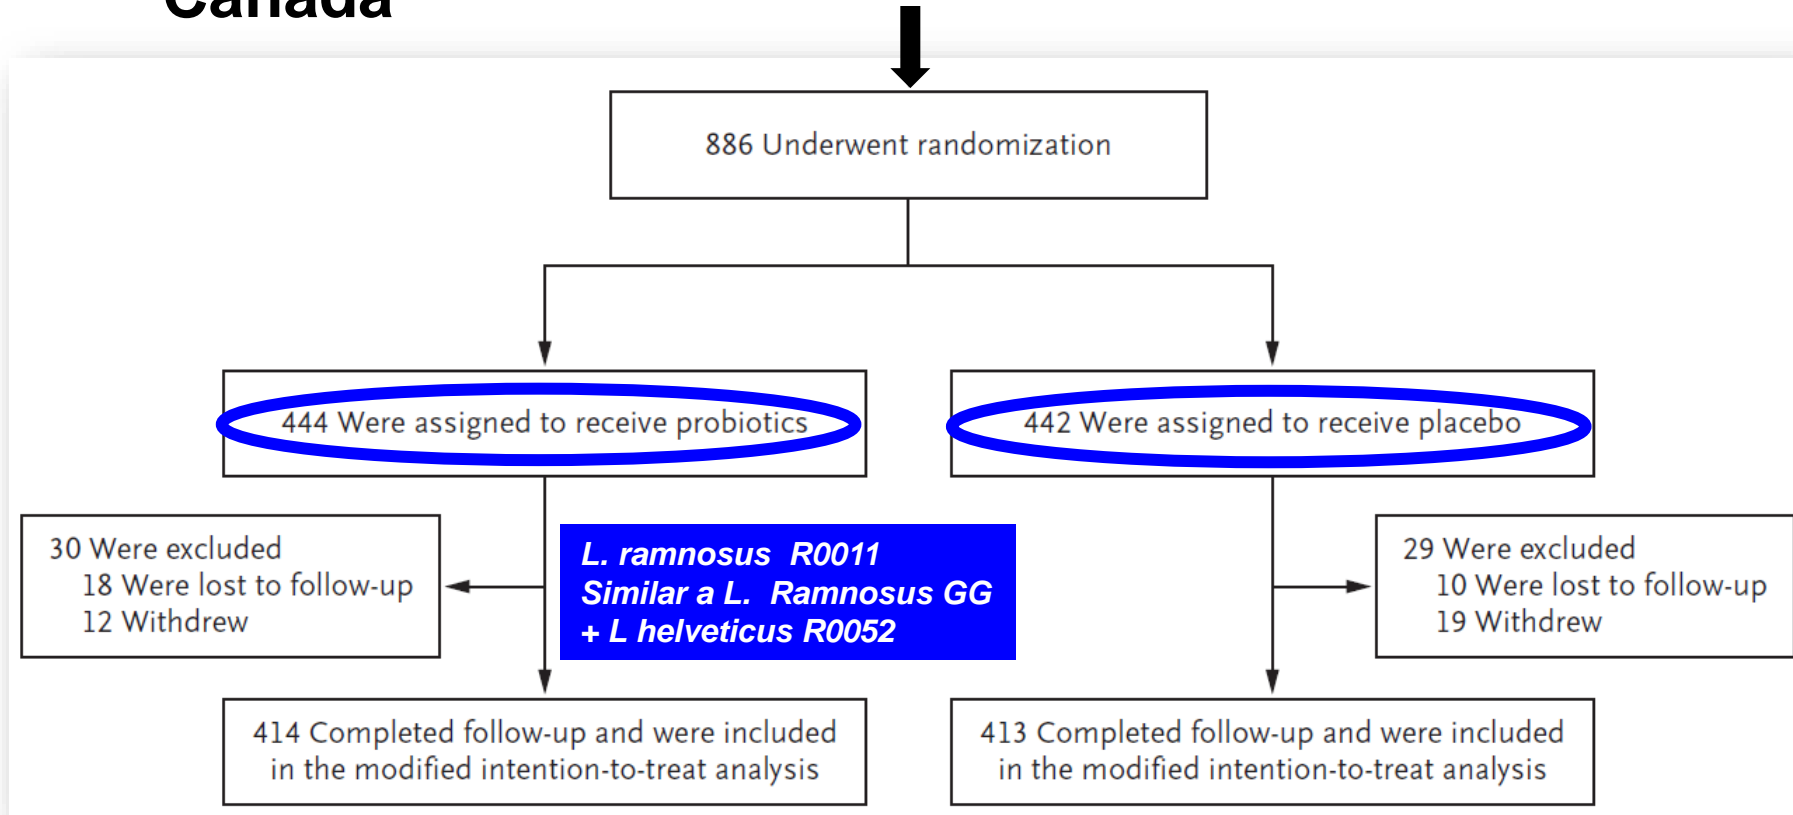 Canada
886 Underwent randomization
444 Were assigned to receive probiotics
442 Were assigned to receive placebo
30 Were excluded
18 Were lost to follow-up
12 Withdrew
L. ramnosus R0011
Similar a L. Ramnosus GG
+ L helveticus R0052
29 Were excluded
10 Were lost to follow-up
19 Withdrew
414 Completed follow-up and were included
in the modified intention-to-treat analysis
413 Completed follow-up and were included
in the modified intention-to-treat analysis